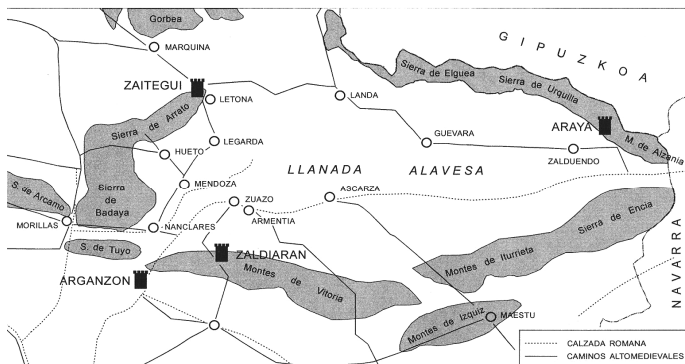 Gorbea
MARQUINA
GIPUZKOA
ZAITEGUI
LETONA
LANDA
Sierra de Elguea
Sierra de Urquilla
ARAYA
Sierra de Arrato
LEGARDA
GUEVARA
M. de Alzania
HUETO
ZALDUENDO
LLANADA ALAVESA
MENDOZA
S. de Arcamo
Sierra
de
Badaya
ZUAZO
ASCARZA
ARMENTIA
MORILLAS
NANCLARES
Sierra de Encia
S. de Tuyo
ZALDIARAN
NAVARRA
ARGANZON
Montes
de
Vitoria
Montes de Iturrieta
Montes de Izquiz
MAESTU
CALZADA ROMANA
CAMINOS ALTOMEDIEVALES